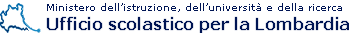 Ministero dell'istruzione, dell'università e della ricerca
Ufficio scolastico per la Lombardia